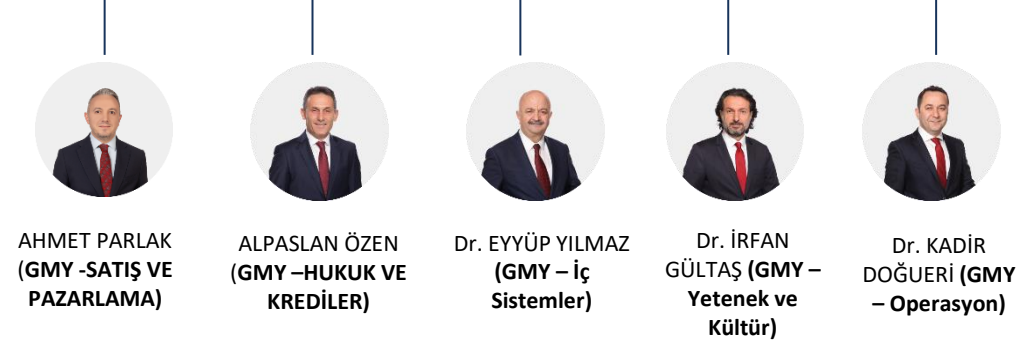 AHMET PARLAK
(GMY -SATIŞ VE
PAZARLAMA)
ALPASLAN ÖZEN
(GMY –HUKUK VE
KREDİLER)
Dr. EYYÜP YILMAZ
(GMY – İç
Sistemler)
Dr. İRFAN
GÜLTAŞ (GMY –
Yetenek ve
Kültür)
Dr. KADİR
DOĞUERİ (GMY
– Operasyon)